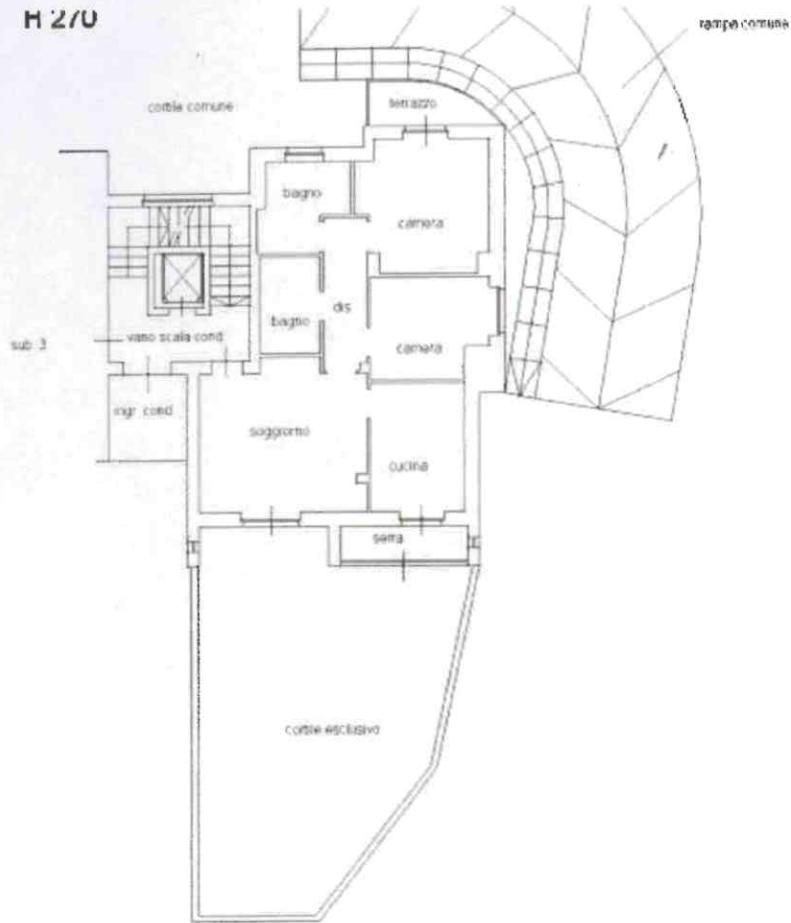 H 270
rampa comune
cortile comune
terrazzo
bagno
camera
dis
bagno
sub 3
vano scala cond
camera
ingr cond
soggiorno
cucina
serra
cortile esclusivo